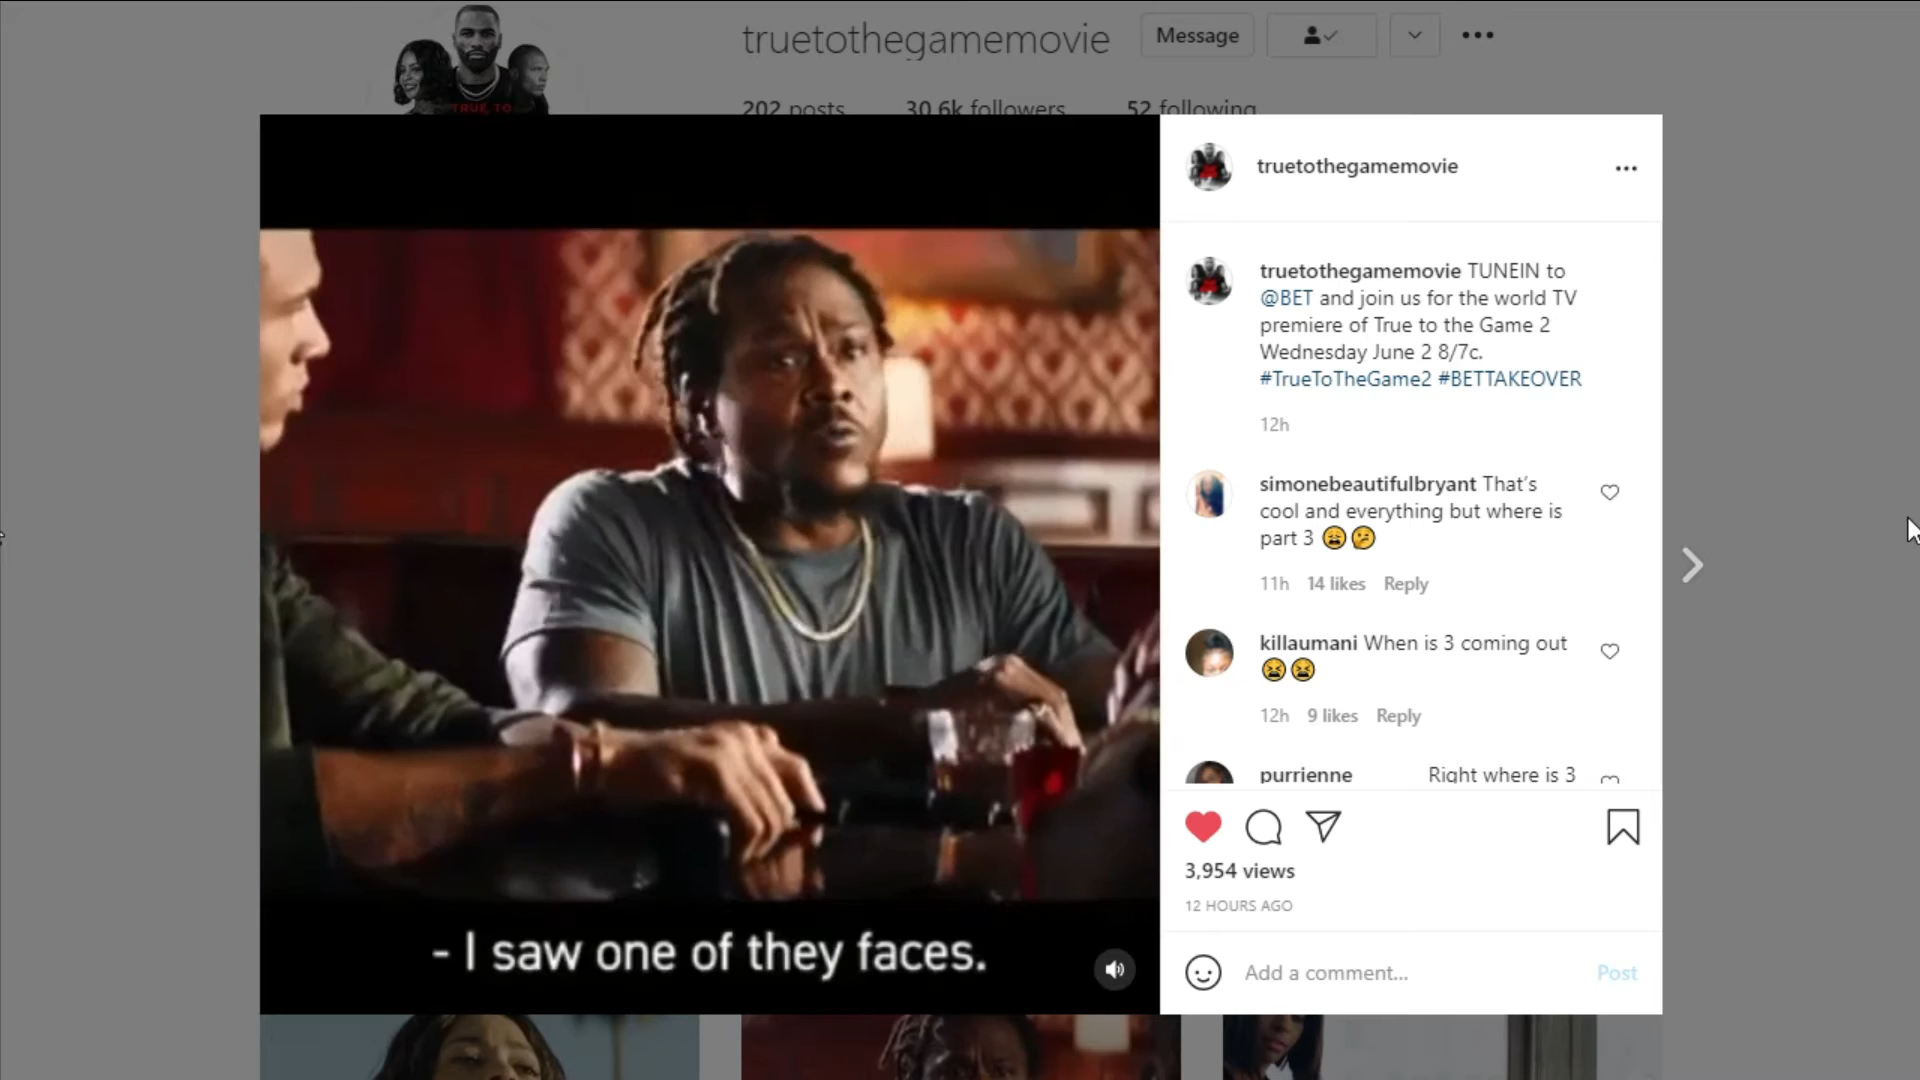 truetothegamemovie
Message
TRUE TO
202 posts 30.6k followers 52 following
truetothegamemovie
truetothegamemovie TUNEIN to
@BET and join us for the world TV
premiere of True to the Game 2
Wednesday June 2 8/7c.
#TrueToTheGame2 #BETTAKEOVER
12h
simonebeautifulbryant That's
cool and everything but where is
part 3 😩🤔
11h 14 likes Reply
killaumani When is 3 coming out
😫😫
12h 9 likes Reply
purrienne Right where is 3
3,954 views
12 HOURS AGO
Add a comment... Post
- I saw one of they faces.